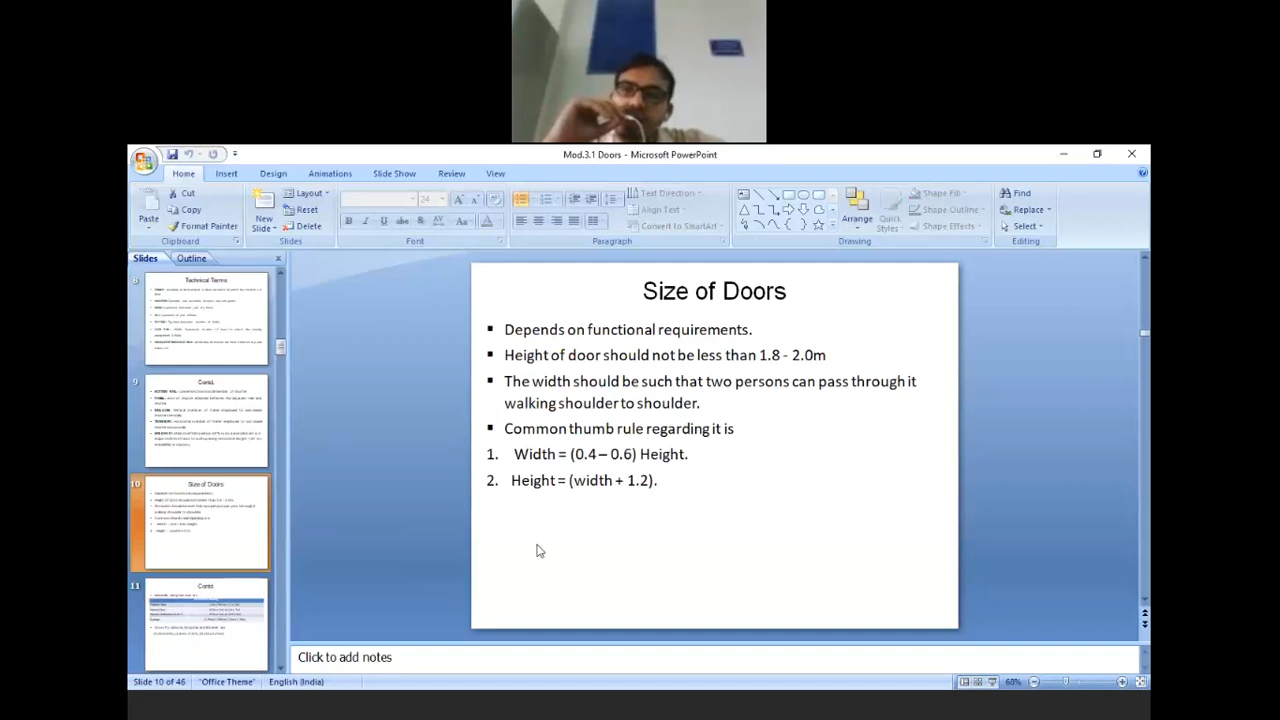 Mod.3.1 Doors - Microsoft PowerPoint
Home Insert Design Animations Slide Show Review View
Cut
Copy
Format Painter
Paste
Clipboard
New Slide
Layout
Reset
Delete
Slides
24
Font
Text Direction
Align Text
Convert to SmartArt
Paragraph
Arrange
Quick Styles
Shape Fill
Shape Outline
Shape Effects
Drawing
Find
Replace
Select
Editing
Slides Outline
8
Technical Terms
9
Contd.
10
Size of Doors
11
Contd.
Size of Doors
▪ Depends on functional requirements.
▪ Height of door should not be less than 1.8 - 2.0m
▪ The width should be such that two persons can pass through it
walking shoulder to shoulder.
▪ Common thumb rule regarding it is
1. Width = (0.4 – 0.6) Height.
2. Height = (width + 1.2).
Click to add notes
Slide 10 of 46 "Office Theme" English (India) 68%